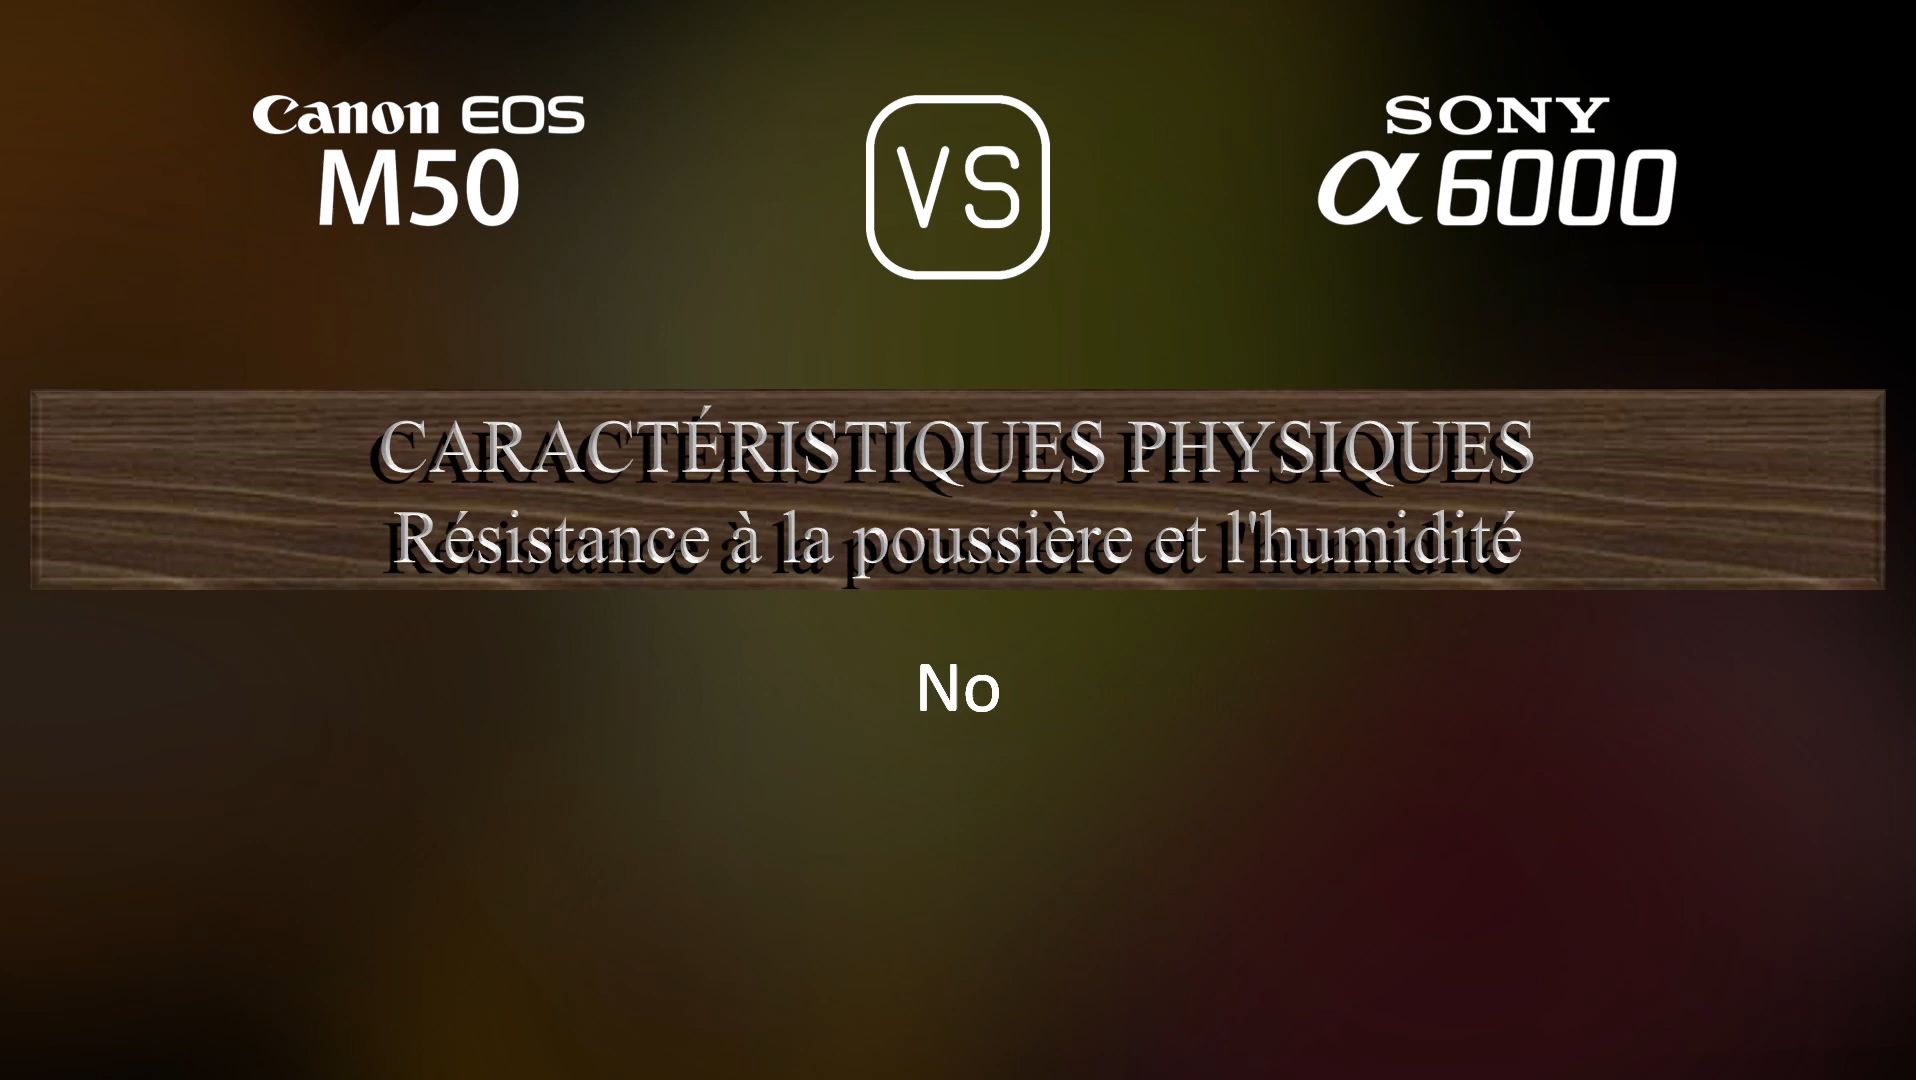 Canon EOS
M50
VS
SONY
α6000
CARACTÉRISTIQUES PHYSIQUES
Résistance à la poussière et l'humidité
No